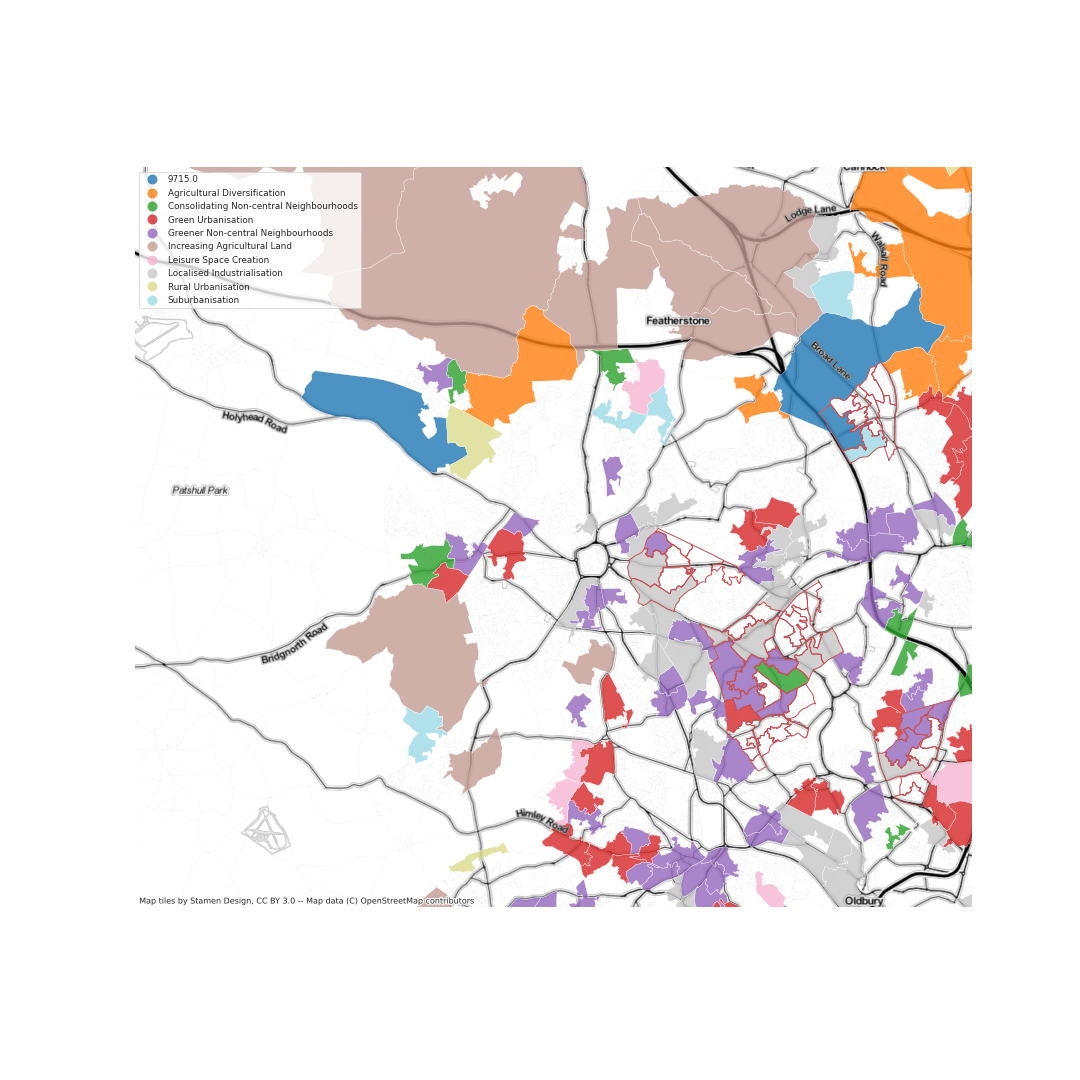 Cannock
9715.0
Agricultural Diversification
Consolidating Non-central Neighbourhoods
Green Urbanisation
Greener Non-central Neighbourhoods
Increasing Agricultural Land
Leisure Space Creation
Localised Industrialisation
Rural Urbanisation
Suburbanisation
Lodge Lane
Walsall Road
Featherstone
Broad Lane
Holyhead Road
Patshull Park
Bridgnorth Road
Himley Road
Map tiles by Stamen Design, CC BY 3.0 -- Map data (C) OpenStreetMap contributors
Oldbury